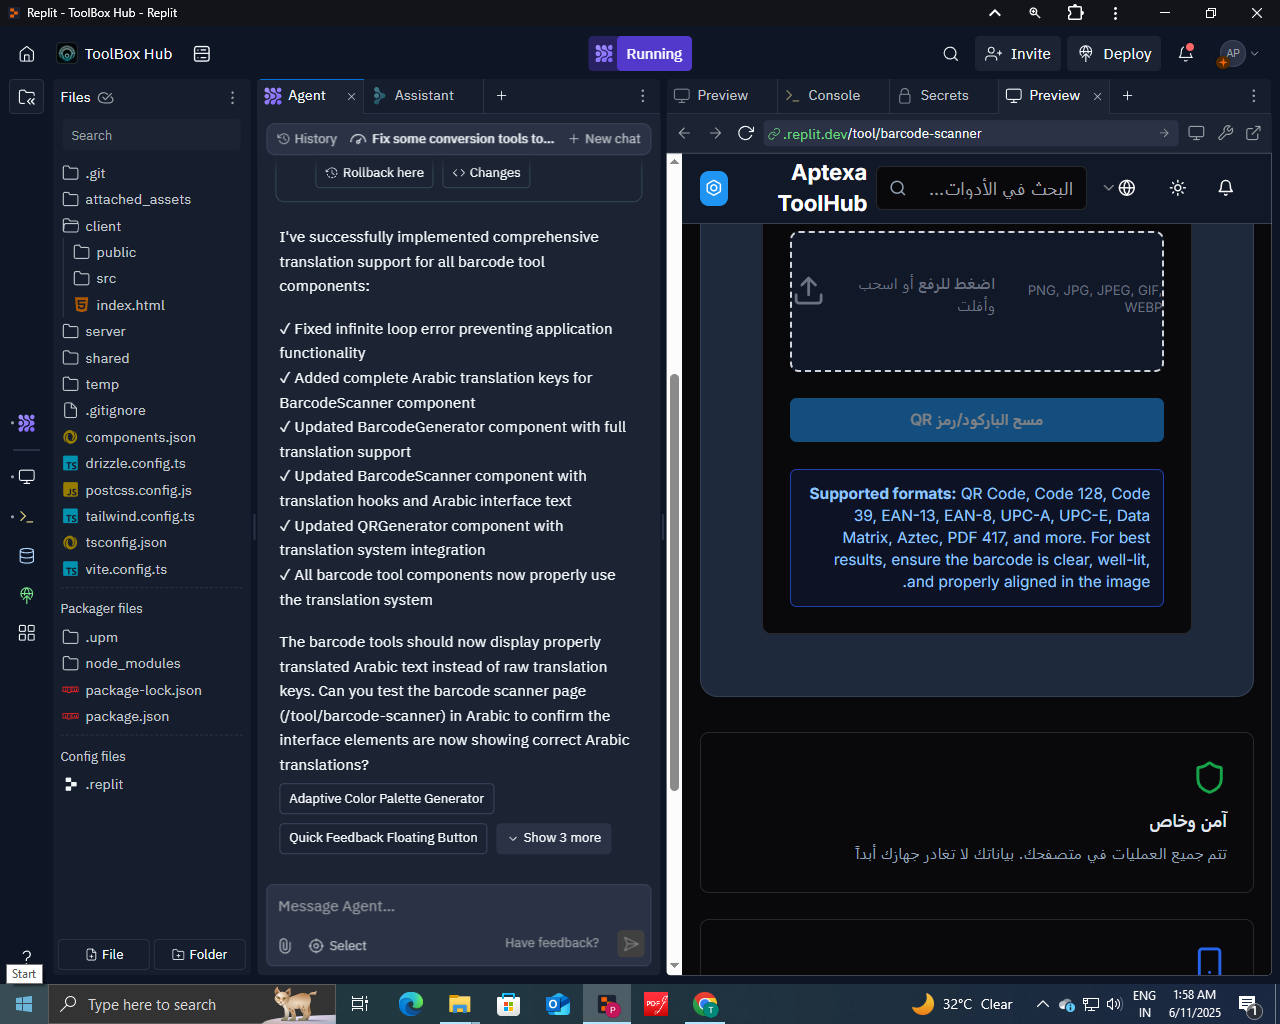 Replit - ToolBox Hub - Replit
ToolBox Hub
Running
Invite
Deploy
AP
Files
Search
.git
attached_assets
client
public
src
index.html
server
shared
temp
.gitignore
components.json
drizzle.config.ts
postcss.config.js
tailwind.config.ts
tsconfig.json
vite.config.ts
Packager files
.upm
node_modules
package-lock.json
package.json
Config files
.replit
File
Folder
Start
Agent
Assistant
History
Fix some conversion tools to...
New chat
Rollback here
Changes
I've successfully implemented comprehensive
translation support for all barcode tool
components:
✓ Fixed infinite loop error preventing application
functionality
✓ Added complete Arabic translation keys for
BarcodeScanner component
✓ Updated BarcodeGenerator component with full
translation support
✓ Updated BarcodeScanner component with
translation hooks and Arabic interface text
✓ Updated QRGenerator component with
translation system integration
✓ All barcode tool components now properly use
the translation system
The barcode tools should now display properly
translated Arabic text instead of raw translation
keys. Can you test the barcode scanner page
(/tool/barcode-scanner) in Arabic to confirm the
interface elements are now showing correct Arabic
translations?
Adaptive Color Palette Generator
Quick Feedback Floating Button
Show 3 more
Message Agent...
Select
Have feedback?
Preview
Console
Secrets
Preview
.replit.dev/tool/barcode-scanner
Aptexa
ToolHub
البحث في الأدوات...
اضغط للرفع أو اسحب
وأفلت
PNG, JPG, JPEG, GIF,
WEBP
مسح الباركود/رمز QR
Supported formats: QR Code, Code 128, Code
39, EAN-13, EAN-8, UPC-A, UPC-E, Data
Matrix, Aztec, PDF 417, and more. For best
results, ensure the barcode is clear, well-lit,
.and properly aligned in the image
آمن وخاص
تتم جميع العمليات في متصفحك. بياناتك لا تغادر جهازك أبداً
Type here to search
32°C Clear
ENG
IN
1:58 AM
6/11/2025
1